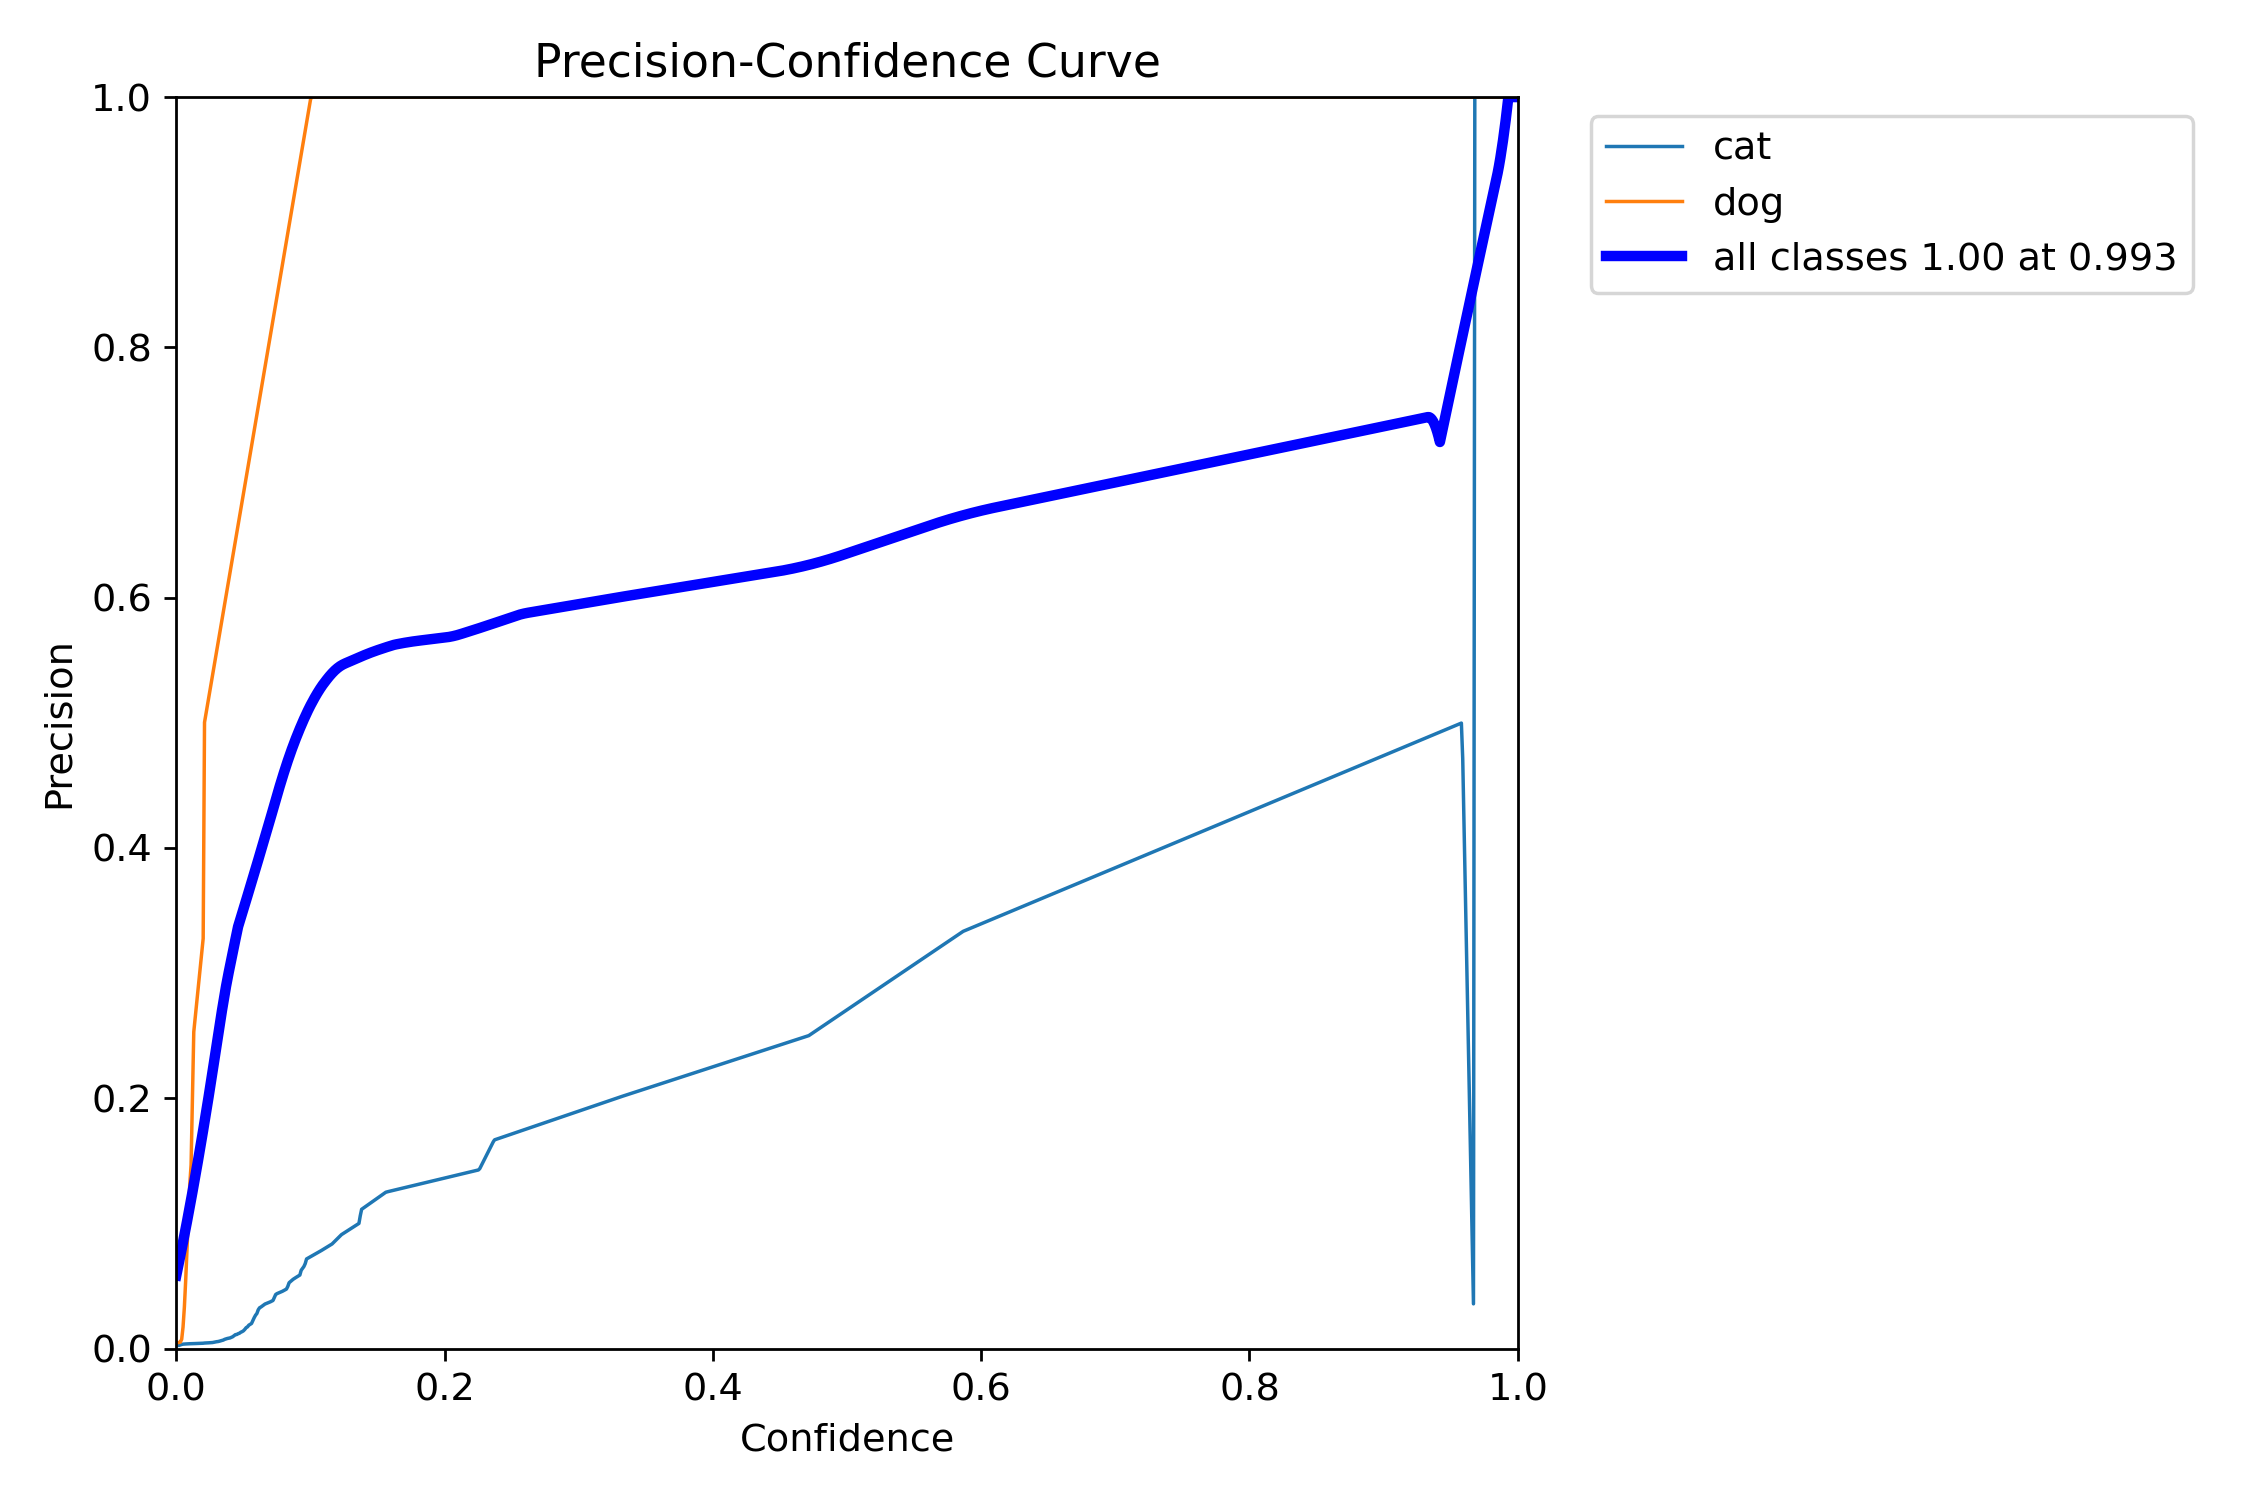 Precision-Confidence Curve
1.0
0.8
0.6
0.4
0.2
0.0
Precision
0.0 0.2 0.4 0.6 0.8 1.0
Confidence
cat
dog
all classes 1.00 at 0.993